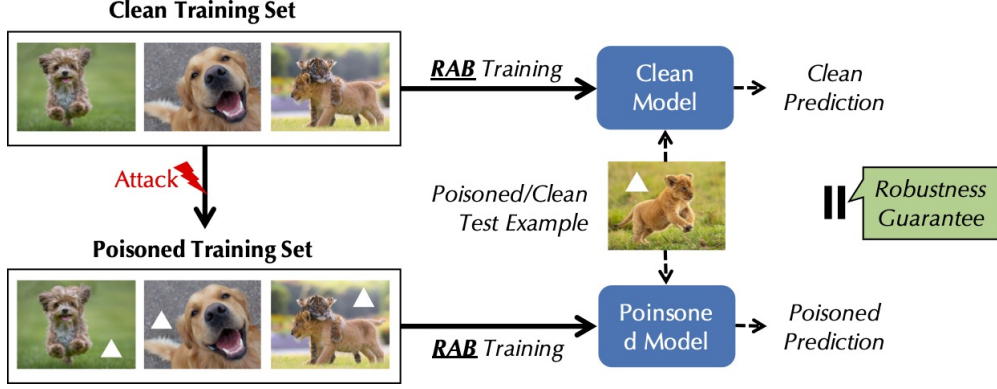 Clean Training Set
RAB Training
Clean
Model
Clean
Prediction
Attack
Poisoned/Clean
Test Example
Robustness
Guarantee
Poisoned Training Set
RAB Training
Poinsone
d Model
Poisoned
Prediction